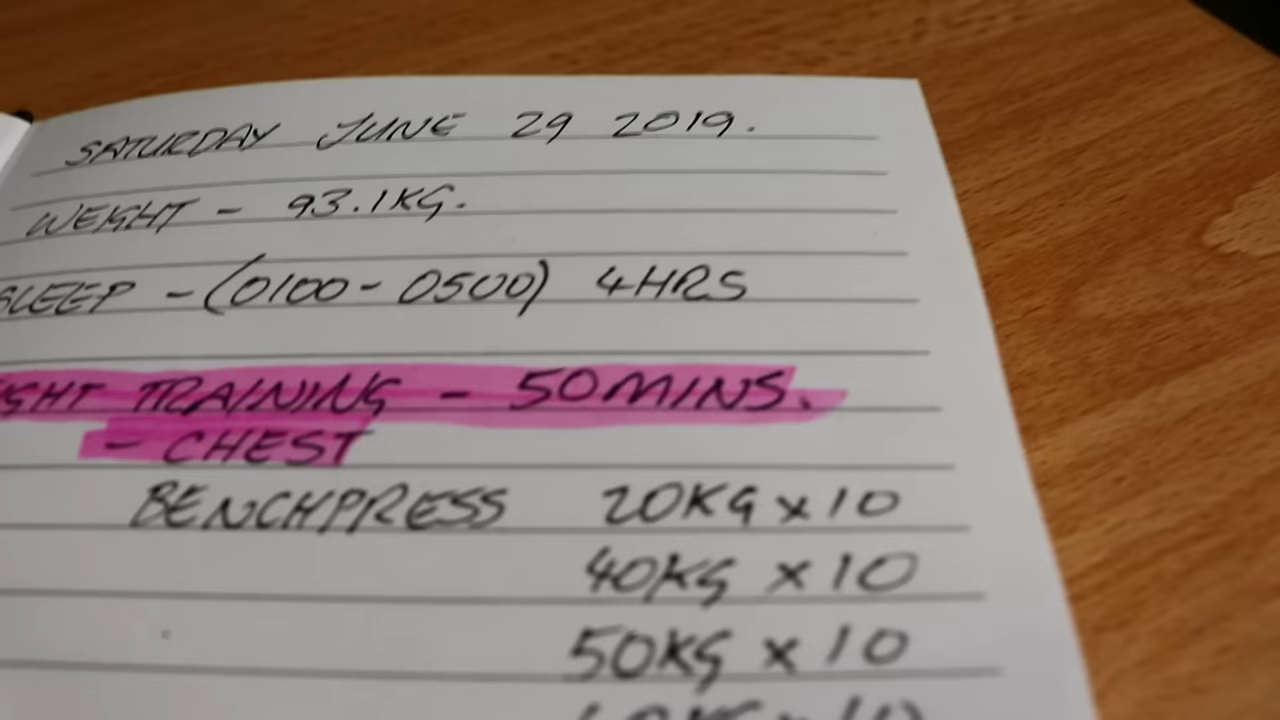 SATURDAY JUNE 29 2019.
WEIGHT - 93.1KG.
SLEEP - (0100 - 0500) 4HRS
TRAINING - 50MINS.
- CHEST
BENCHPRESS 20KG x 10
40KG x 10
50KG x 10